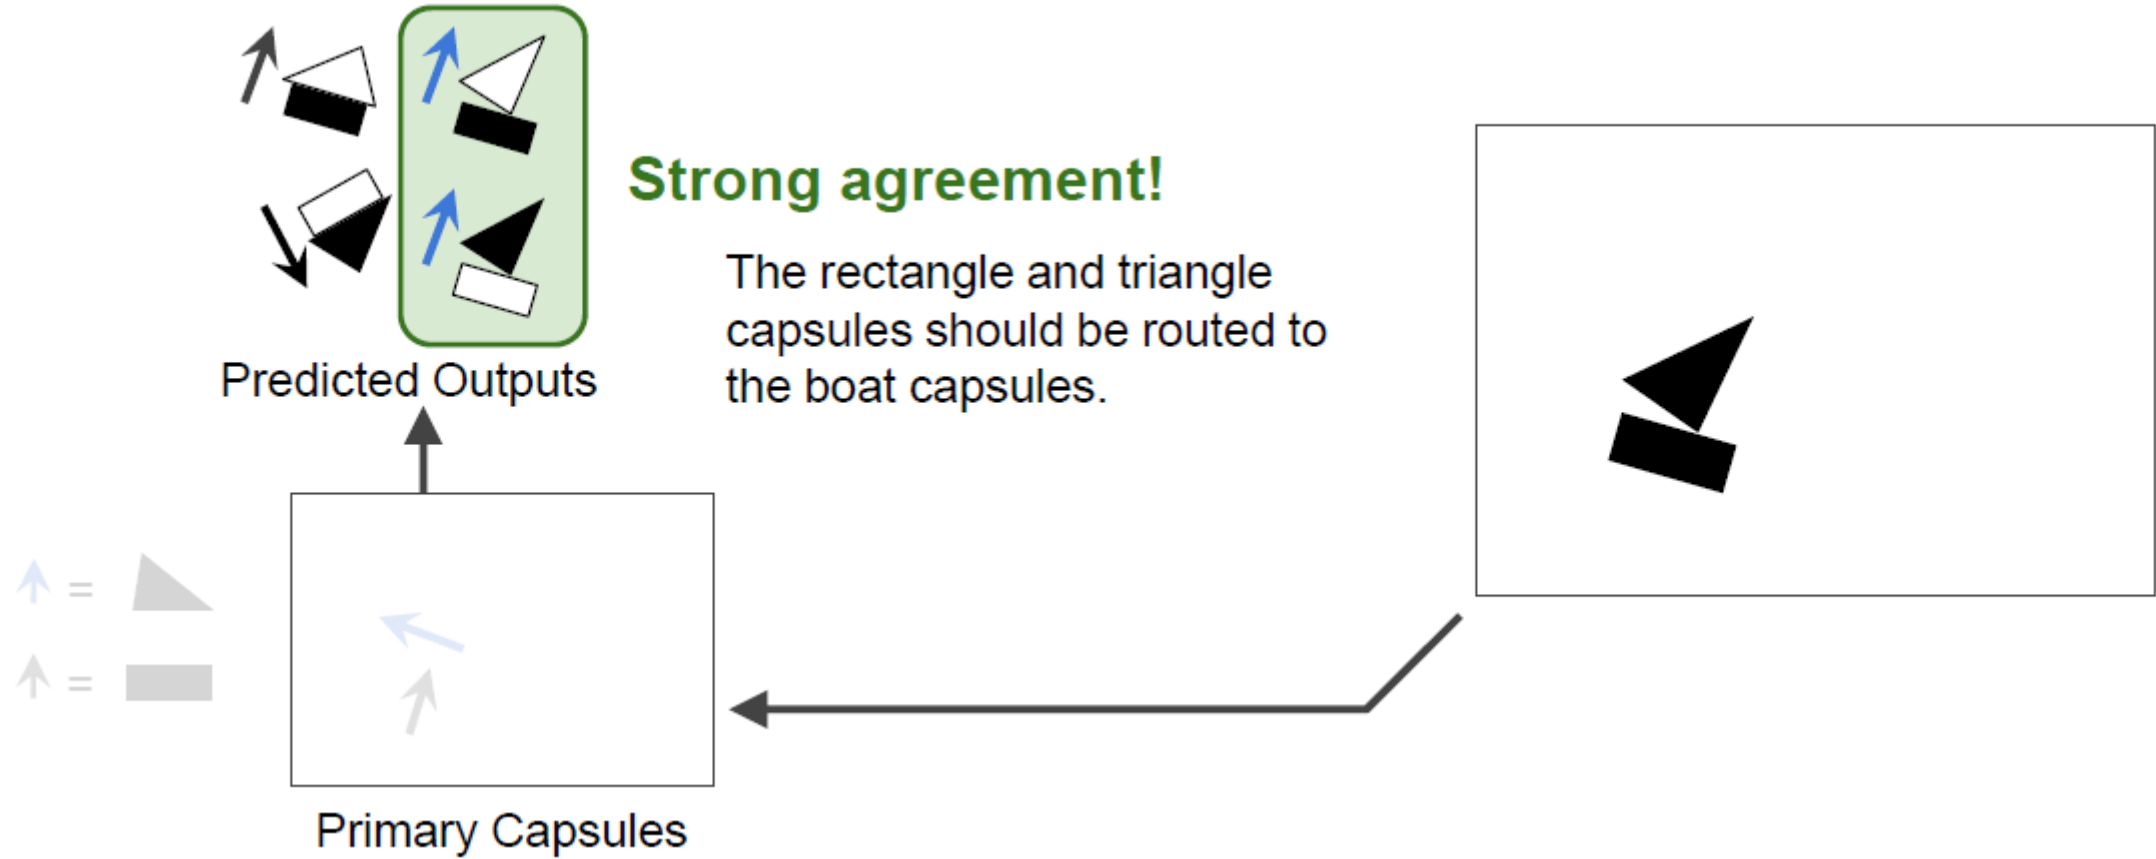 Strong agreement!
The rectangle and triangle
capsules should be routed to
the boat capsules.
Predicted Outputs
=
=
Primary Capsules